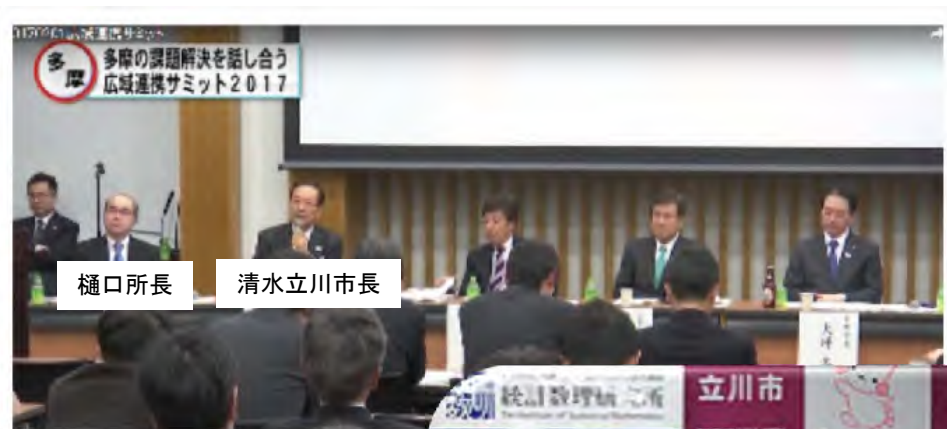 多摩
多摩の課題解決を話し合う
広域連携サミット2017
樋口所長
清水立川市長
統計数理研究所
立川市